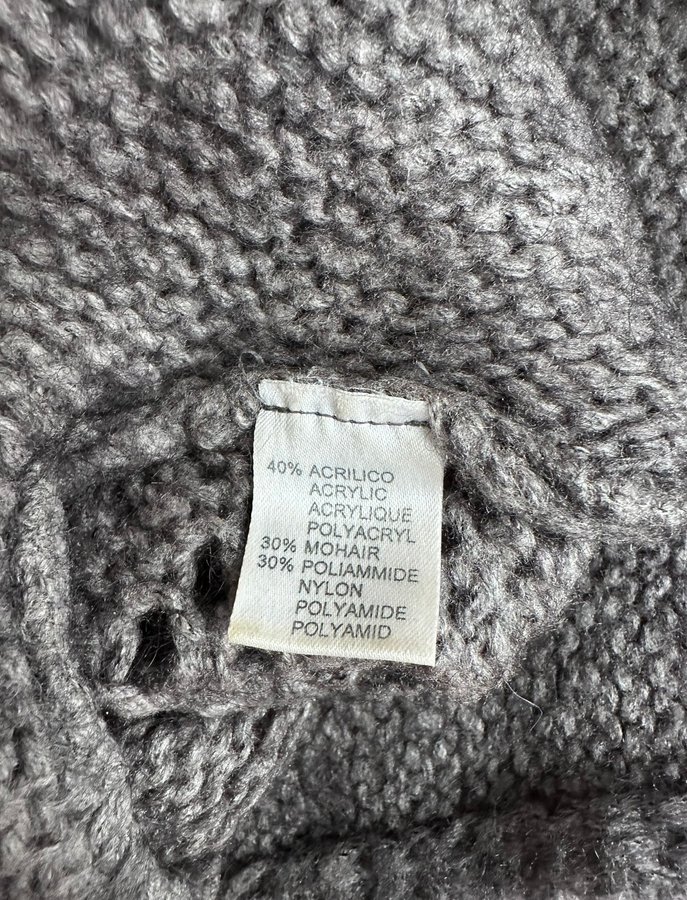 40% ACRILICO
ACRYLIC
ACRYLIQUE
POLYACRYL
30% MOHAIR
30% POLIAMMIDE
NYLON
POLYAMIDE
POLYAMID